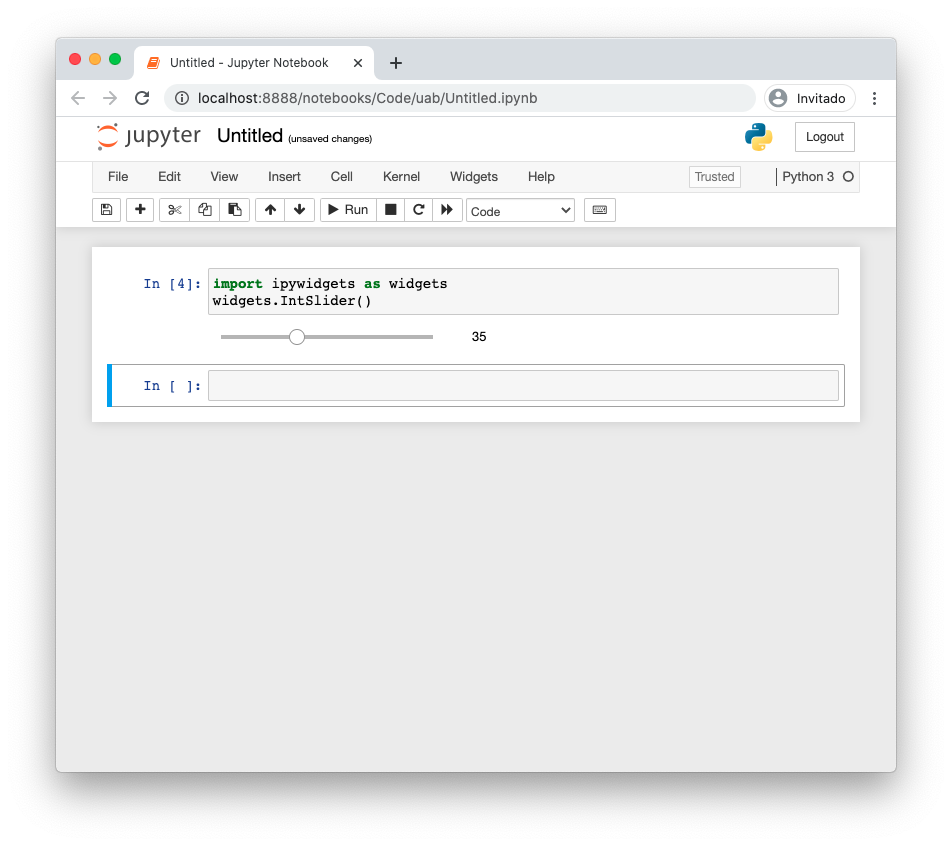 Untitled - Jupyter Notebook
localhost:8888/notebooks/Code/uab/Untitled.ipynb Invitado
jupyter Untitled (unsaved changes) Logout
File Edit View Insert Cell Kernel Widgets Help Trusted Python 3
Run Code
In [4]: import ipywidgets as widgets
widgets.IntSlider()
35
In [ ]: